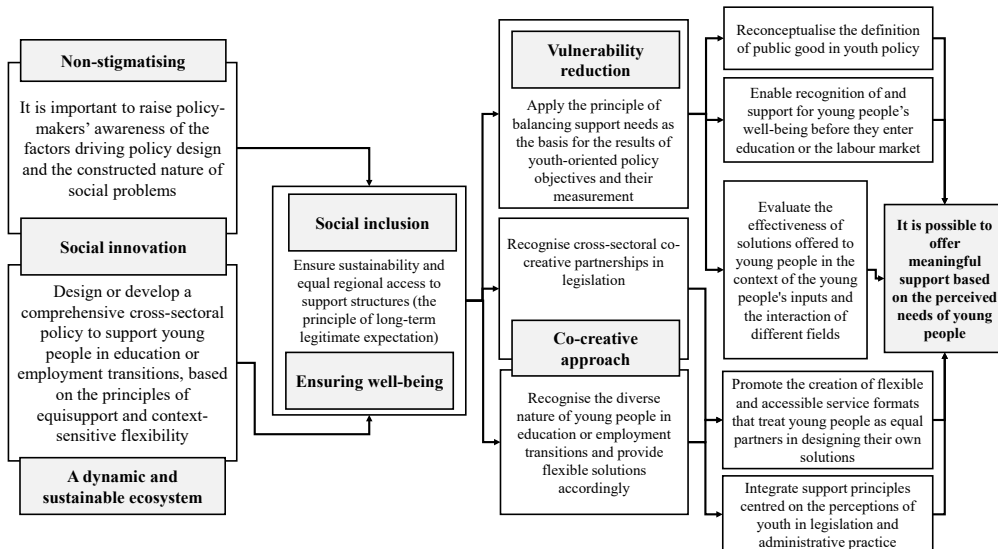 Non-stigmatising
It is important to raise policy-
makers’ awareness of the
factors driving policy design
and the constructed nature of
social problems
Social innovation
Design or develop a
comprehensive cross-sectoral
policy to support young
people in education or
employment transitions, based
on the principles of
equisupport and context-
sensitive flexibility
A dynamic and
sustainable ecosystem
Social inclusion
Ensure sustainability and
equal regional access to
support structures (the
principle of long-term
legitimate expectation)
Ensuring well-being
Vulnerability
reduction
Apply the principle of
balancing support needs as
the basis for the results of
youth-oriented policy
objectives and their
measurement
Recognise cross-sectoral co-
creative partnerships in
legislation
Co-creative
approach
Recognise the diverse
nature of young people in
education or employment
transitions and provide
flexible solutions
accordingly
Reconceptualise the definition
of public good in youth policy
Enable recognition of and
support for young people’s
well-being before they enter
education or the labour market
Evaluate the
effectiveness of
solutions offered to
young people in the
context of the young
people's inputs and
the interaction of
different fields
Promote the creation of flexible
and accessible service formats
that treat young people as equal
partners in designing their own
solutions
Integrate support principles
centred on the perceptions of
youth in legislation and
administrative practice
It is possible to
offer
meaningful
support based
on the perceived
needs of young
people